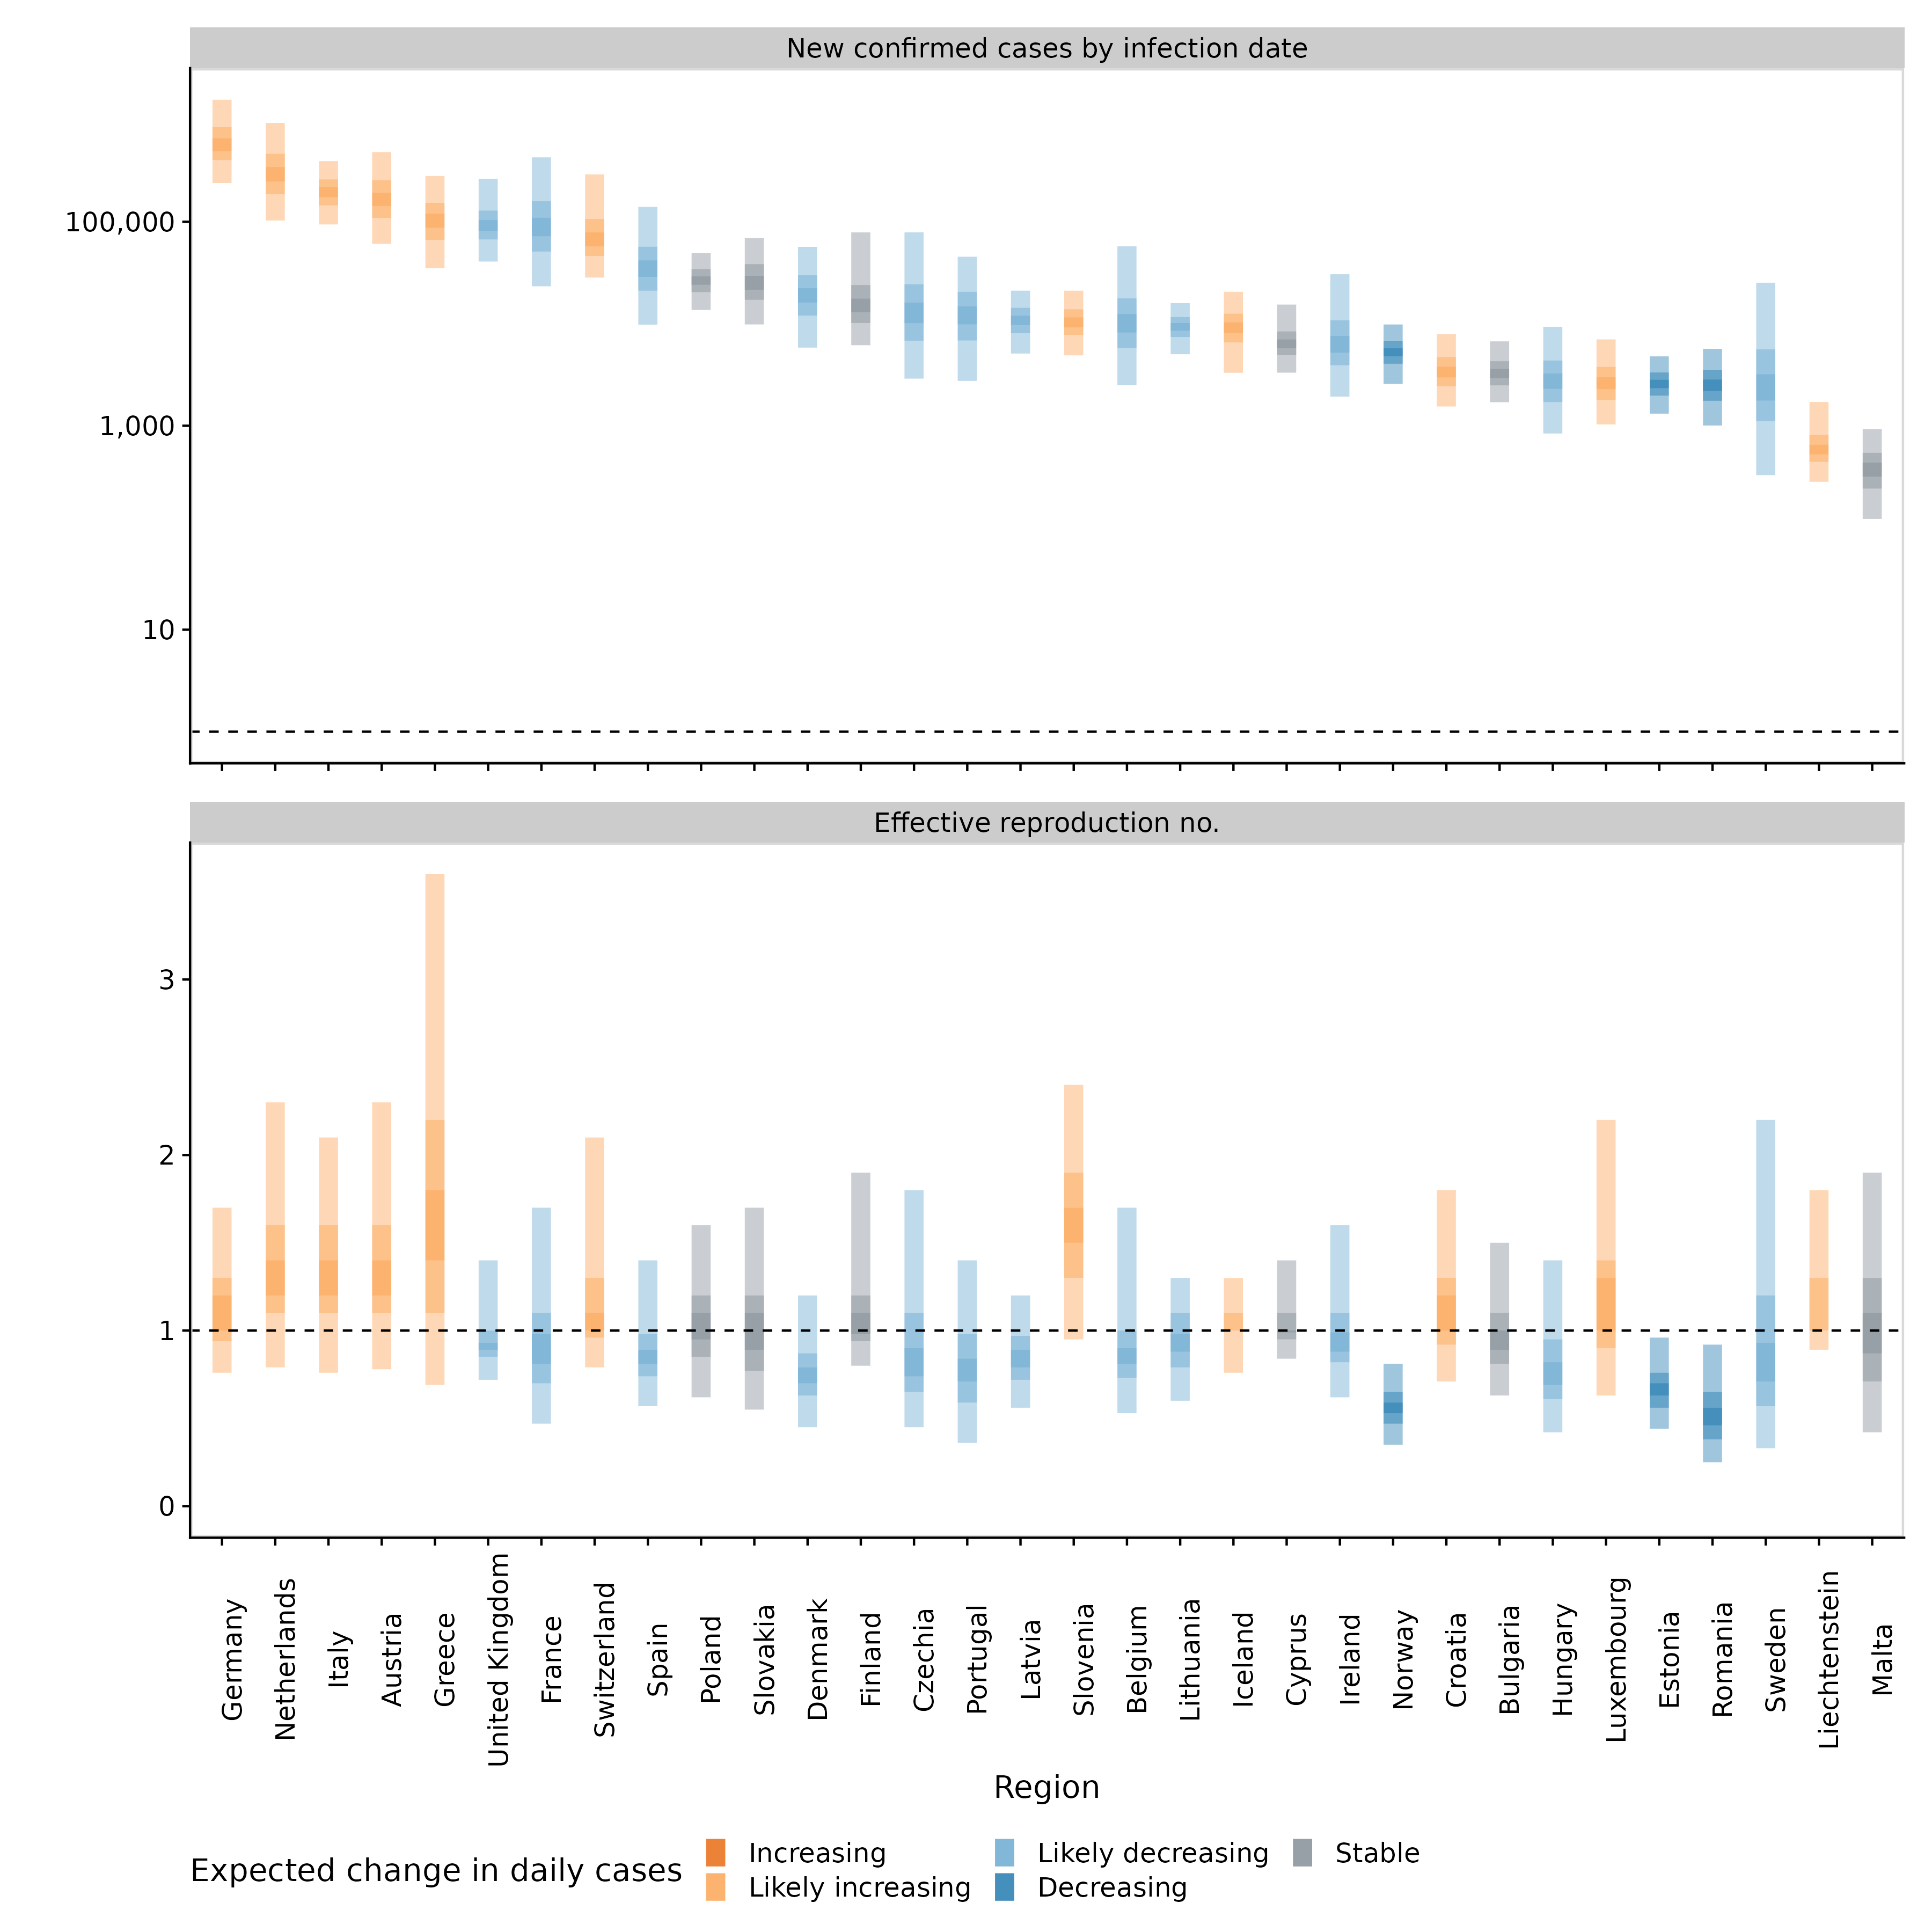 New confirmed cases by infection date
100,000
1,000
10
Effective reproduction no.
3
2
1
0
Germany
Netherlands
Italy
Austria
Greece
United Kingdom
France
Switzerland
Spain
Poland
Slovakia
Denmark
Finland
Czechia
Portugal
Latvia
Slovenia
Belgium
Lithuania
Iceland
Cyprus
Ireland
Norway
Croatia
Bulgaria
Hungary
Luxembourg
Estonia
Romania
Sweden
Liechtenstein
Malta
Region
Expected change in daily cases
Increasing
Likely increasing
Likely decreasing
Decreasing
Stable